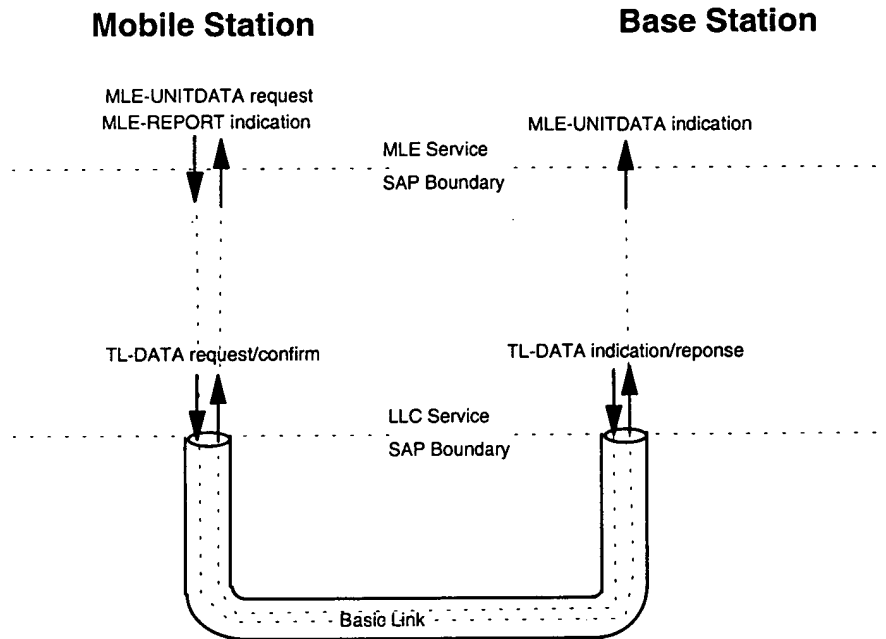 Mobile Station
Base Station
MLE-UNITDATA request
MLE-REPORT indication
MLE-UNITDATA indication
MLE Service
SAP Boundary
TL-DATA request/confirm
TL-DATA indication/reponse
LLC Service
SAP Boundary
Basic Link